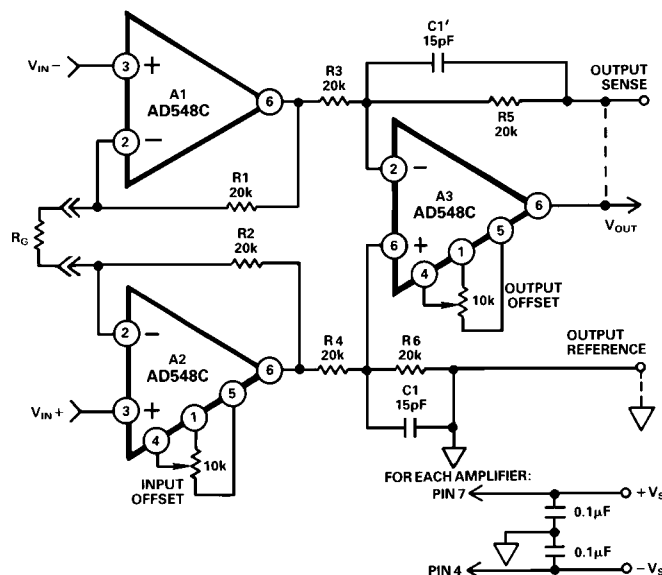 C1'
15pF
V_IN −
3
+
A1
AD548C
6
R3
20k
OUTPUT
SENSE
R5
20k
2
−
R1
20k
2
−
A3
AD548C
6
V_OUT
R_G
R2
20k
6
+
5
1
4
OUTPUT
OFFSET
10k
2
−
A2
AD548C
6
R4
20k
R6
20k
OUTPUT
REFERENCE
5
C1
15pF
V_IN +
3
+
1
4
10k
INPUT
OFFSET
FOR EACH AMPLIFIER:
PIN 7
+V_S
0.1µF
0.1µF
PIN 4
−V_S